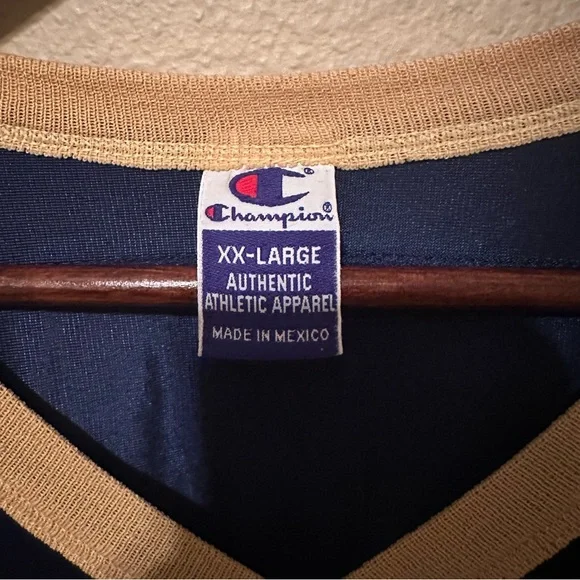 Champion®
XX-LARGE
AUTHENTIC
ATHLETIC APPAREL
MADE IN MEXICO